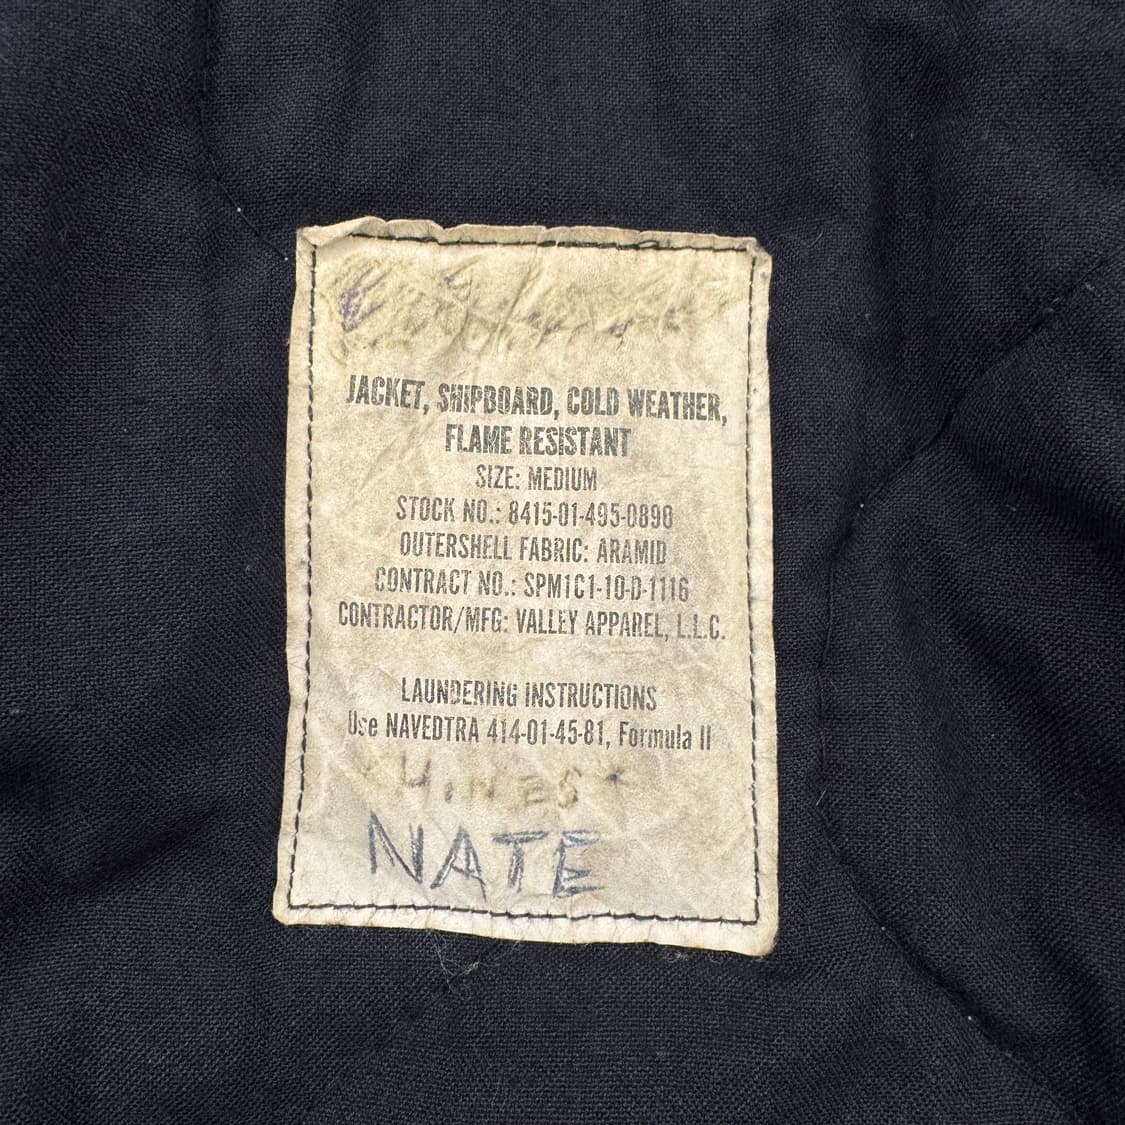 JACKET, SHIPBOARD, COLD WEATHER,
FLAME RESISTANT
SIZE: MEDIUM
STOCK NO.: 8415-01-495-0890
OUTERSHELL FABRIC: ARAMID
CONTRACT NO.: SPM1C1-10-D-1116
CONTRACTOR/MFG: VALLEY APPAREL, L.L.C.
LAUNDERING INSTRUCTIONS
Use NAVEDTRA 414-01-45-81, Formula II
NATE